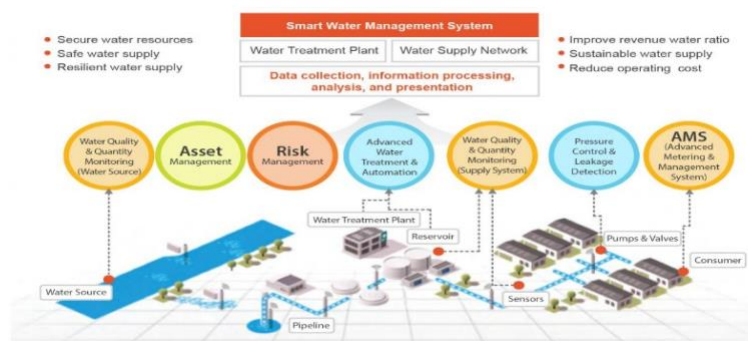 Smart Water Management System
Secure water resources
Safe water supply
Resilient water supply
Water Treatment Plant
Water Supply Network
Improve revenue water ratio
Sustainable water supply
Reduce operating cost
Data collection, information processing,
analysis, and presentation
Water Quality
& Quantity
Monitoring
(Water Source)
Asset
Management
Risk
Management
Advanced
Water
Treatment &
Automation
Water Quality
& Quantity
Monitoring
(Supply System)
Pressure
Control &
Leakage
Detection
AMS
(Advanced
Metering &
Management
System)
Water Treatment Plant
Reservoir
Pumps & Valves
Consumer
Water Source
Sensors
Pipeline